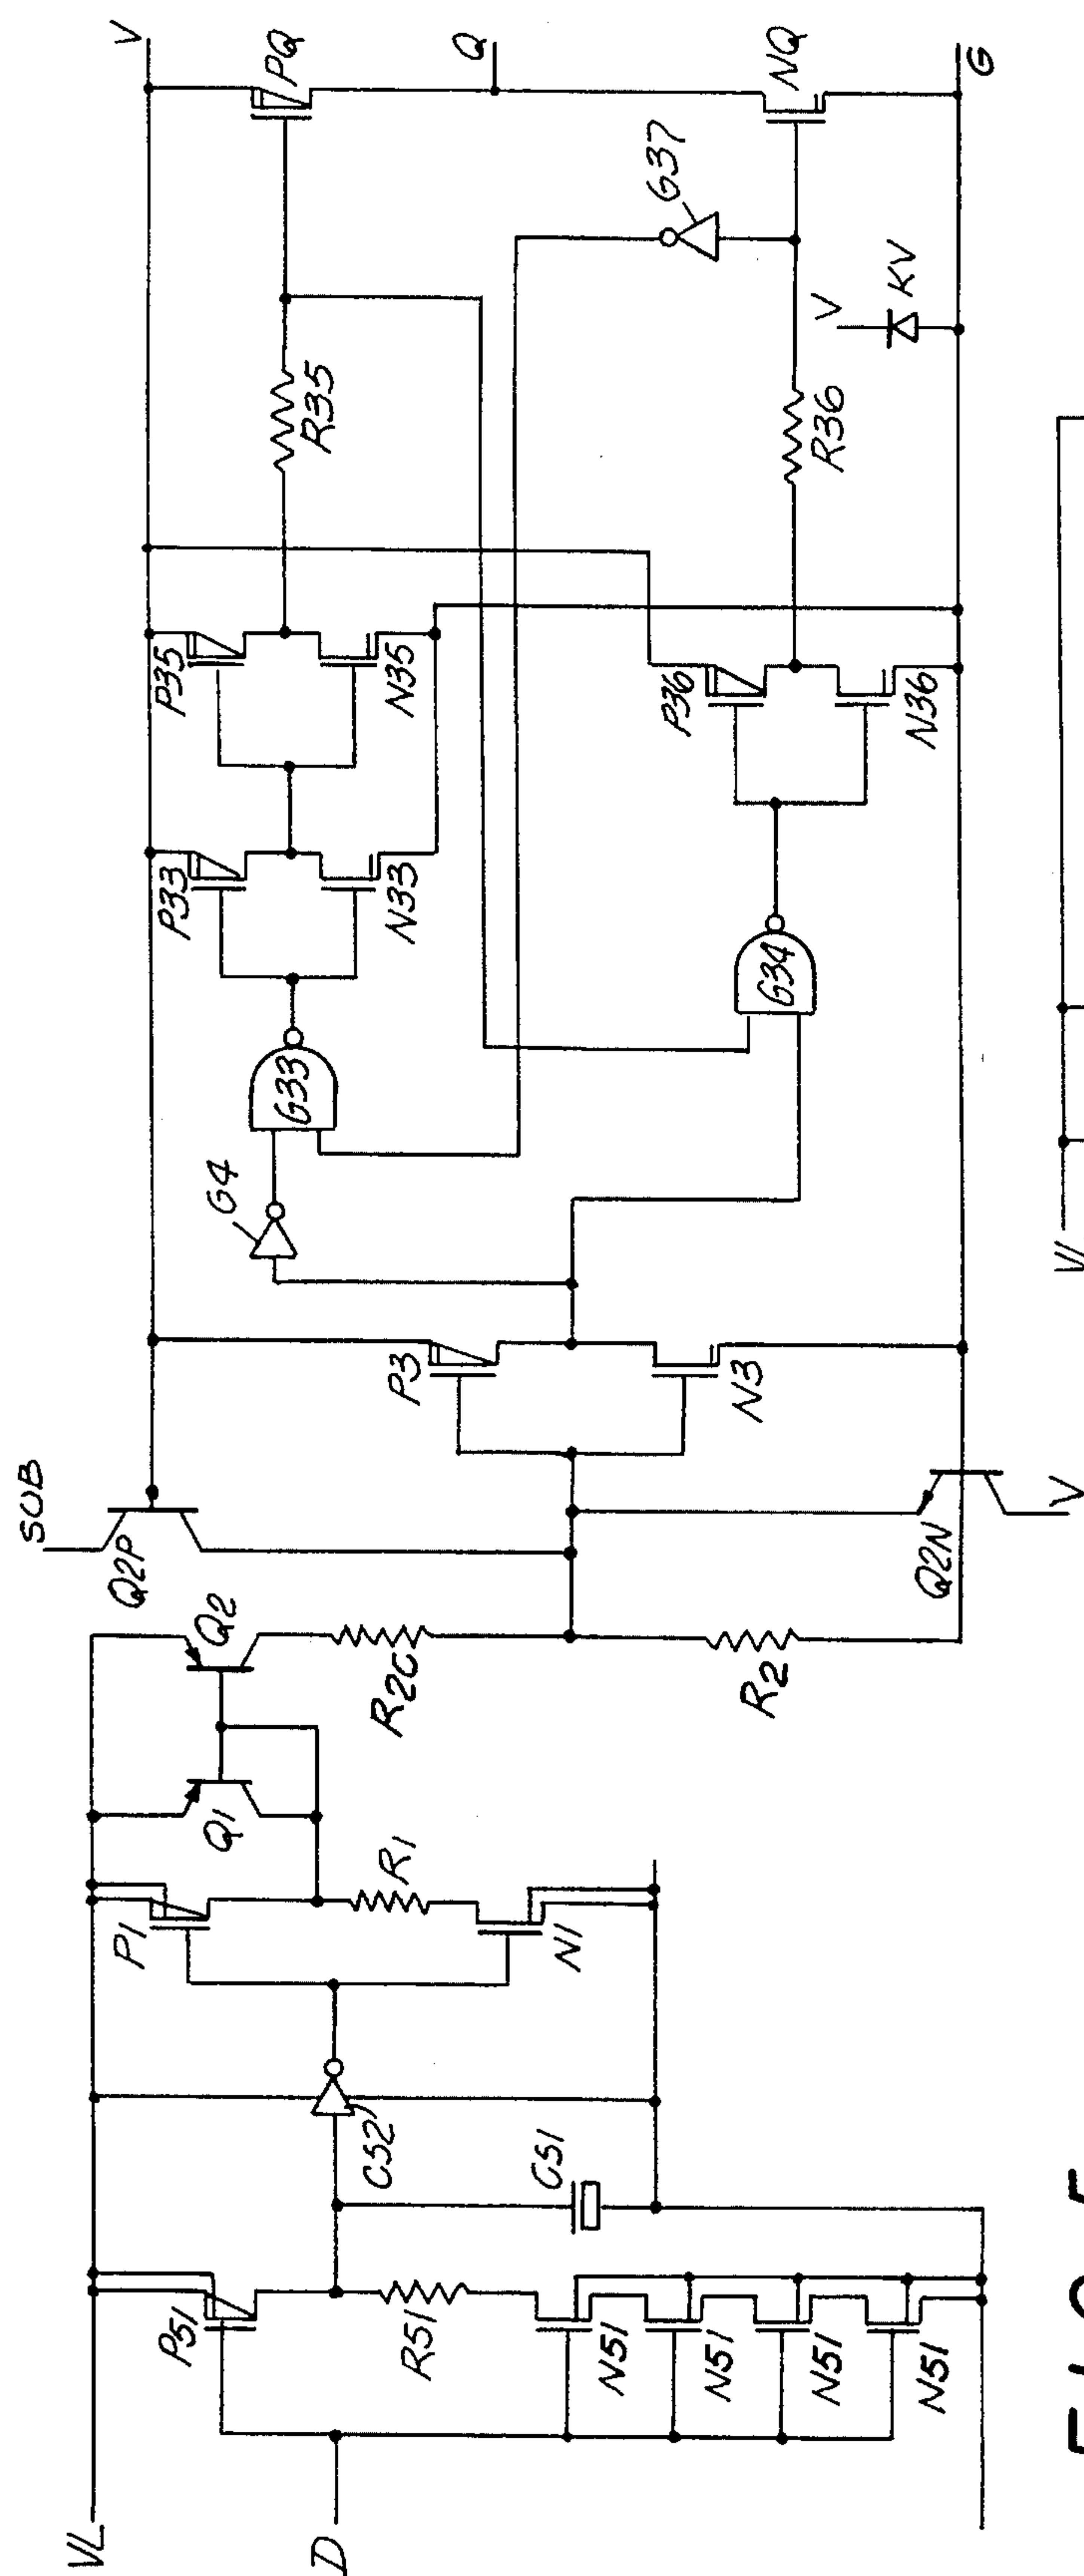 VL
D
P51
R51
N51
N51
N51
N51
C51
C52
P1
R1
N1
Q1
Q2
R2C
R2
SUB
Q2P
Q2N
V
P3
N3
G4
G33
P33
N33
P35
N35
R35
G34
P36
N36
R36
V
KV
G37
V
PQ
Q
NQ
G